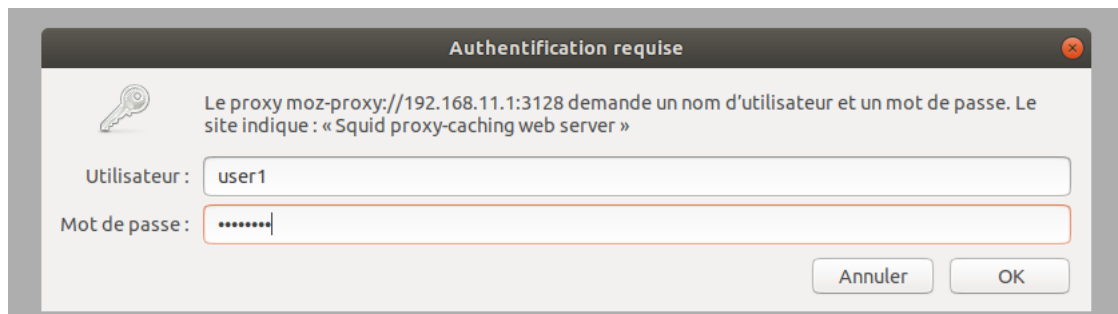 Authentification requise
Le proxy moz-proxy://192.168.11.1:3128 demande un nom d’utilisateur et un mot de passe. Le
site indique : « Squid proxy-caching web server »
Utilisateur : user1
Mot de passe : ••••••••
Annuler OK